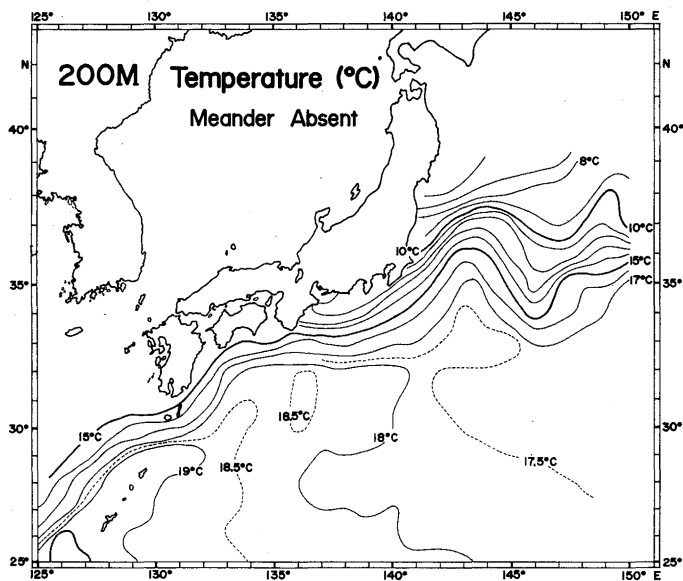 125° 130° 135° 140° 145° 150° E
200M Temperature (°C)
Meander Absent
N N
40° 40°
8°C
10°C 10°C
15°C
17°C
35° 35°
18.5°C
15°C 18°C
30° 30°
19°C 18.5°C 17.5°C
25° 25°
125° 130° 135° 140° 145° 150° E